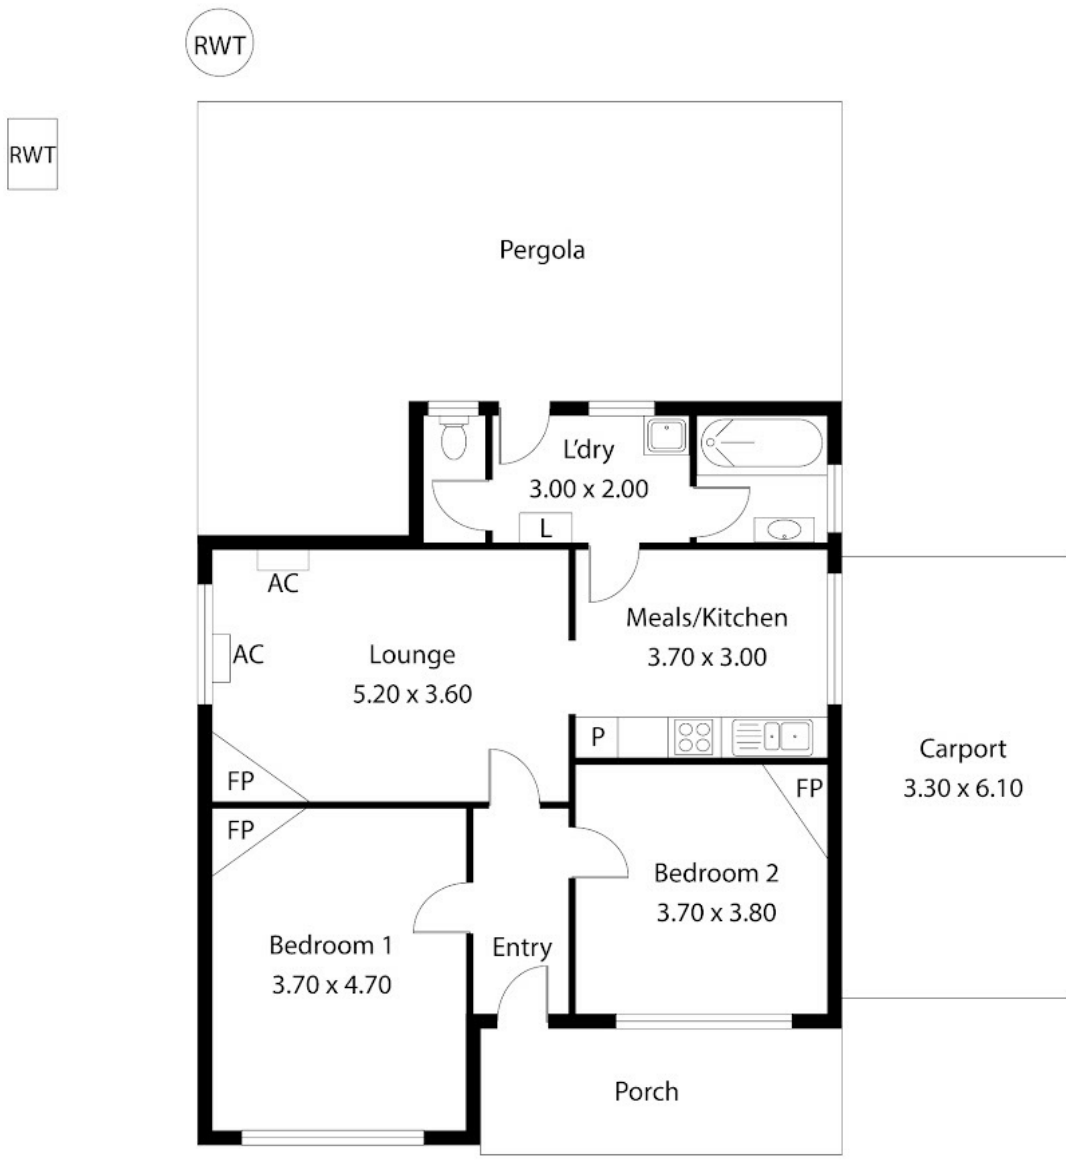 RWT
RWT
Pergola
L'dry
3.00 x 2.00
L
AC
AC
Lounge
5.20 x 3.60
Meals/Kitchen
3.70 x 3.00
P
FP
FP
FP
Carport
3.30 x 6.10
Bedroom 2
3.70 x 3.80
Bedroom 1
3.70 x 4.70
Entry
Porch